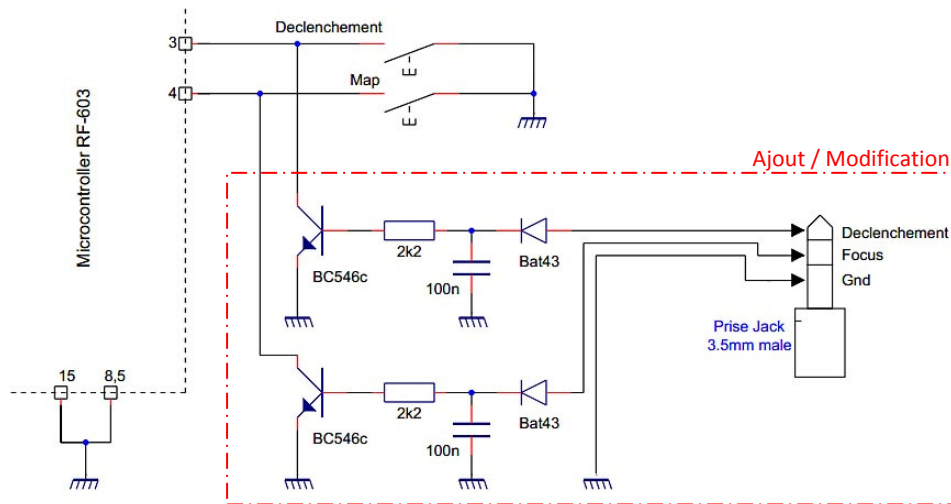 Declenchement
3
Map
4
Microcontroller RF-603
Ajout / Modification
Declenchement
Focus
Gnd
2k2
Bat43
BC546c
100n
Prise Jack
3.5mm male
15
8,5
2k2
Bat43
BC546c
100n